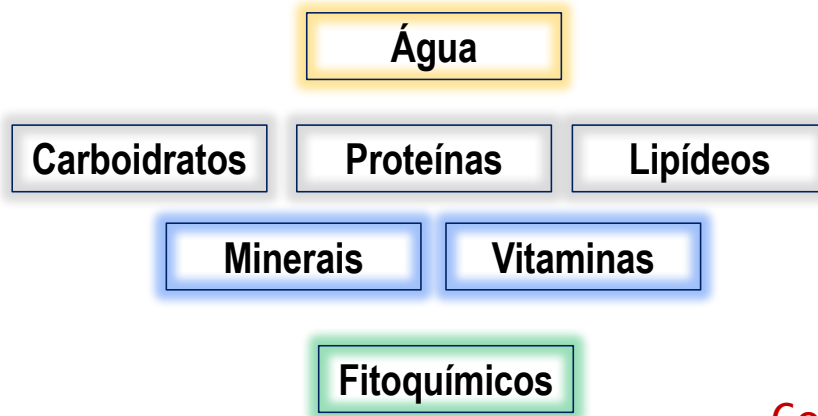 Água
Carboidratos Proteínas Lipídeos
Minerais Vitaminas
Fitoquímicos